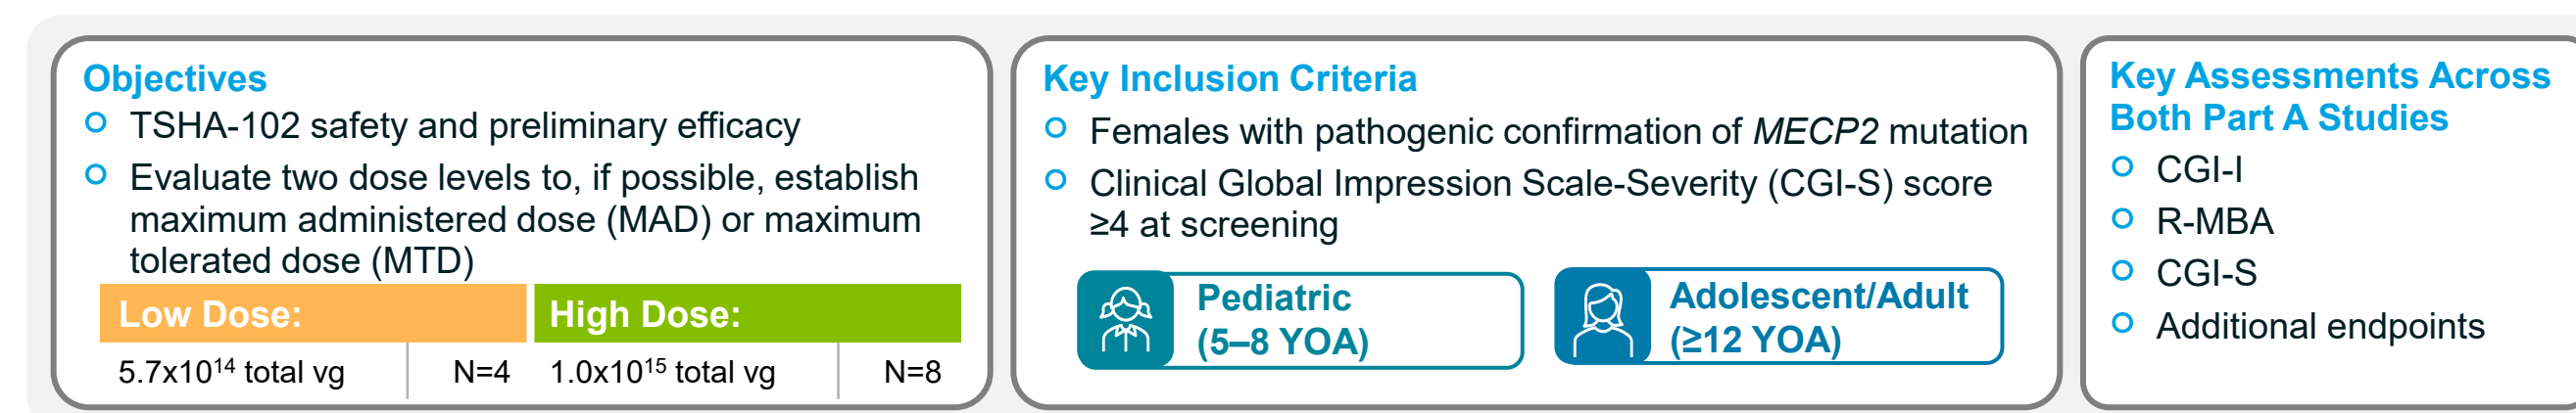 Objectives
TSHA-102 safety and preliminary efficacy
Evaluate two dose levels to, if possible, establish
maximum administered dose (MAD) or maximum
tolerated dose (MTD)
Low Dose:
High Dose:
5.7x10¹⁴ total vg
N=4
1.0x10¹⁵ total vg
N=8
Key Inclusion Criteria
Females with pathogenic confirmation of MECP2 mutation
Clinical Global Impression Scale-Severity (CGI-S) score
≥4 at screening
Pediatric
(5–8 YOA)
Adolescent/Adult
(≥12 YOA)
Key Assessments Across
Both Part A Studies
CGI-I
R-MBA
CGI-S
Additional endpoints